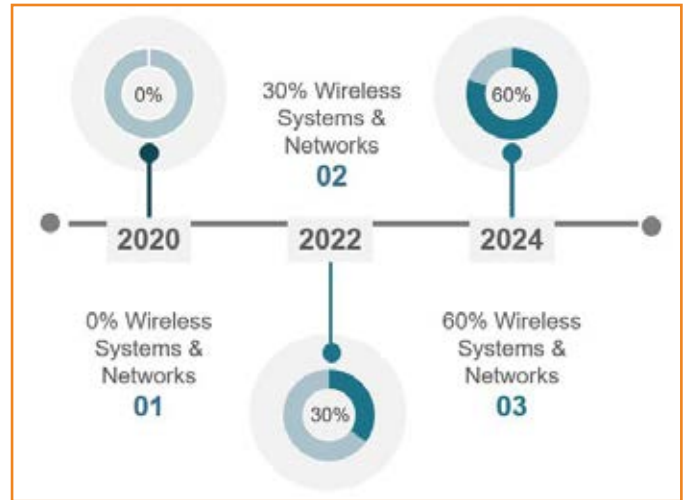 0%
30% Wireless
Systems &
Networks
02
60%
2020
2022
2024
0% Wireless
Systems &
Networks
01
30%
60% Wireless
Systems &
Networks
03